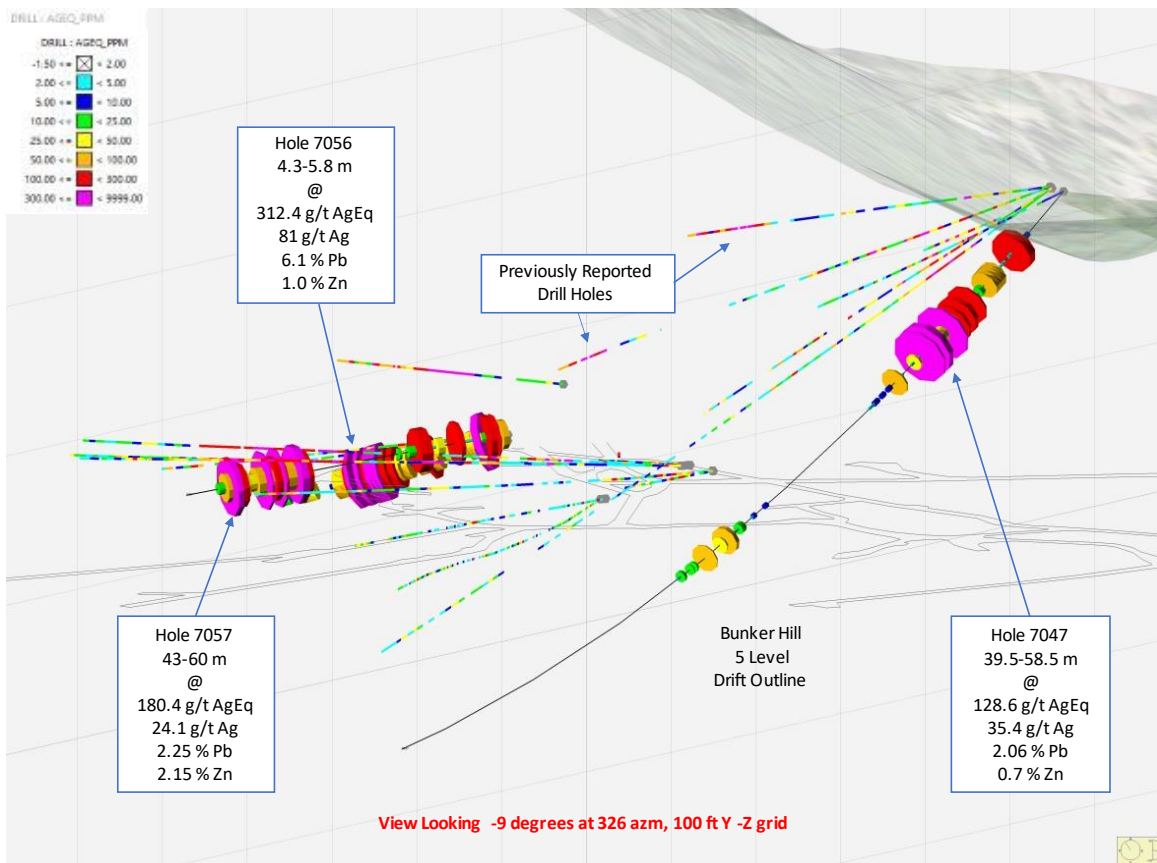 DRILL : AGEQ_PPM
DRILL : AGEQ_PPM
-1.50 <= < 2.00
2.00 <= < 5.00
5.00 <= < 10.00
10.00 <= < 25.00
25.00 <= < 50.00
50.00 <= < 100.00
100.00 <= < 300.00
300.00 <= < 9999.00
Hole 7056
4.3-5.8 m
@
312.4 g/t AgEq
81 g/t Ag
6.1 % Pb
1.0 % Zn
Previously Reported
Drill Holes
Hole 7057
43-60 m
@
180.4 g/t AgEq
24.1 g/t Ag
2.25 % Pb
2.15 % Zn
Bunker Hill
5 Level
Drift Outline
Hole 7047
39.5-58.5 m
@
128.6 g/t AgEq
35.4 g/t Ag
2.06 % Pb
0.7 % Zn
View Looking -9 degrees at 326 azm, 100 ft Y -Z grid